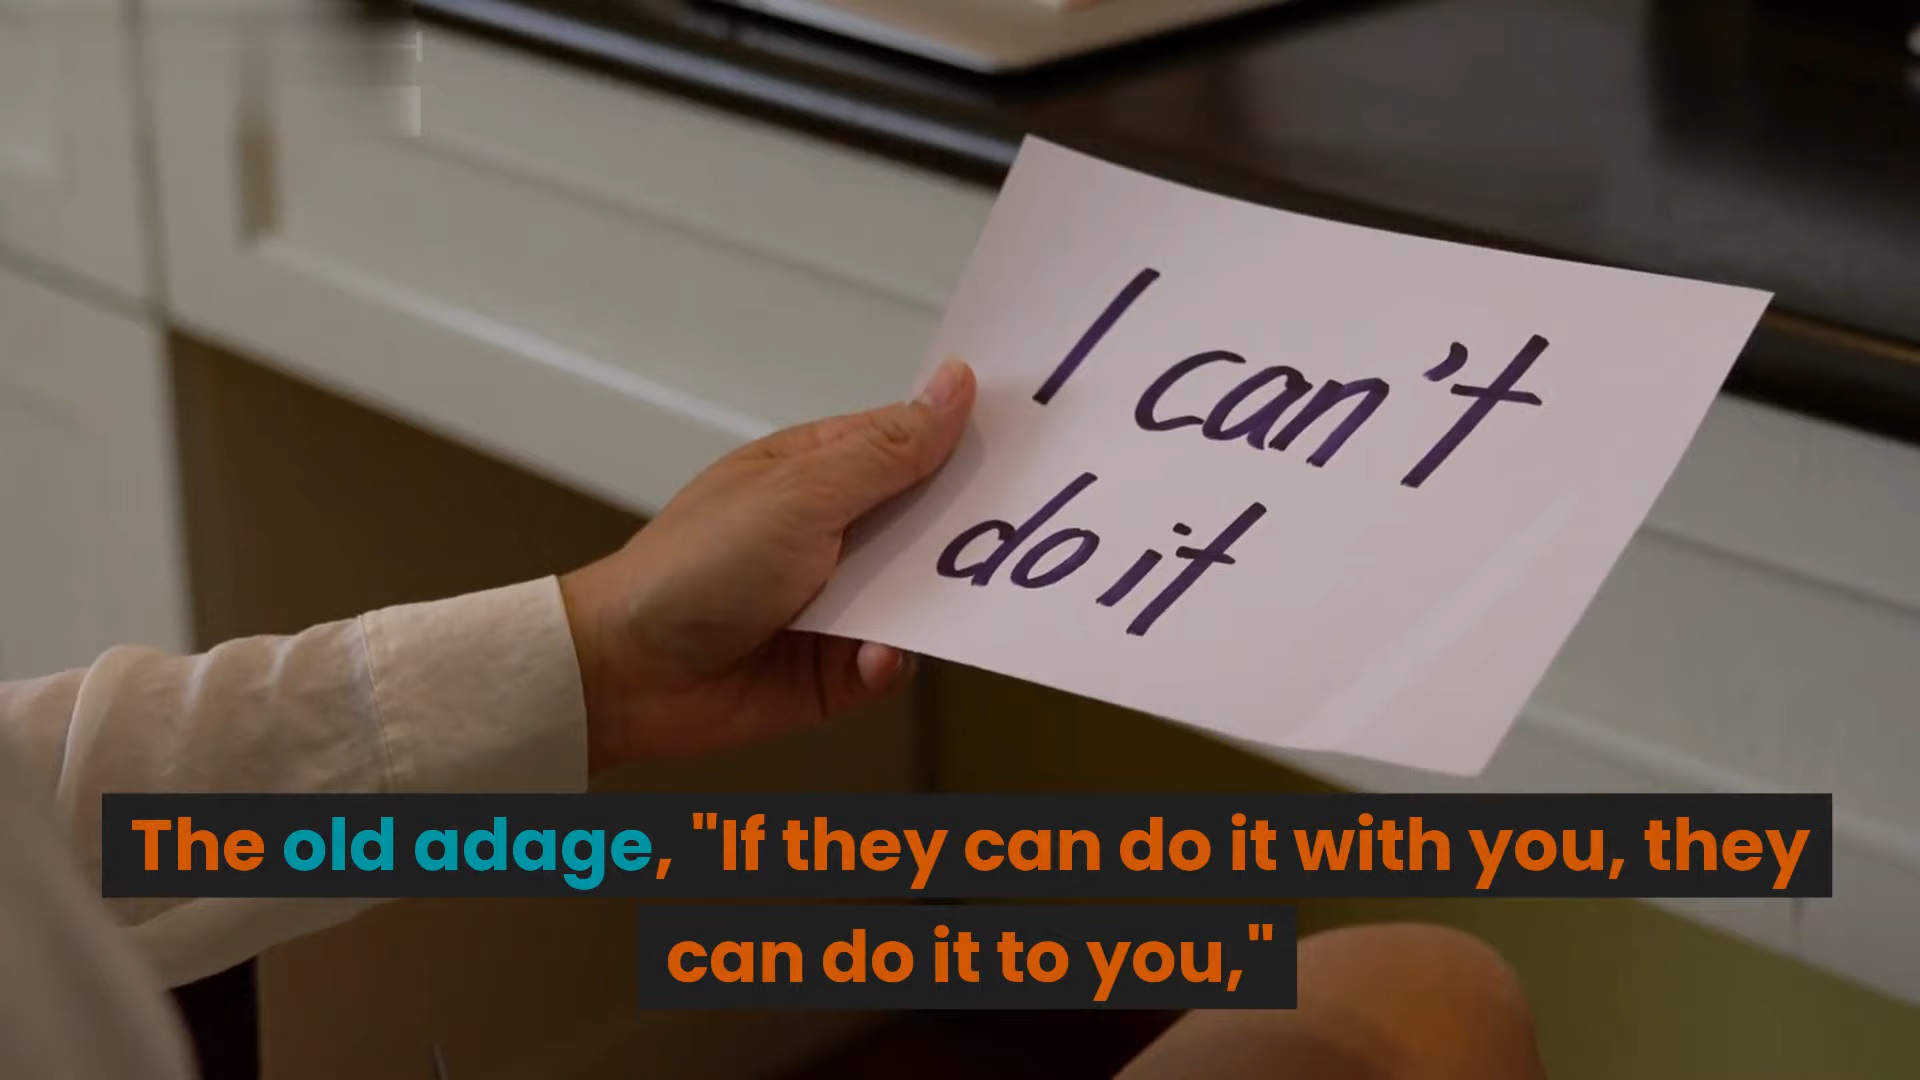 I can't
do it
The old adage, "If they can do it with you, they
can do it to you,"